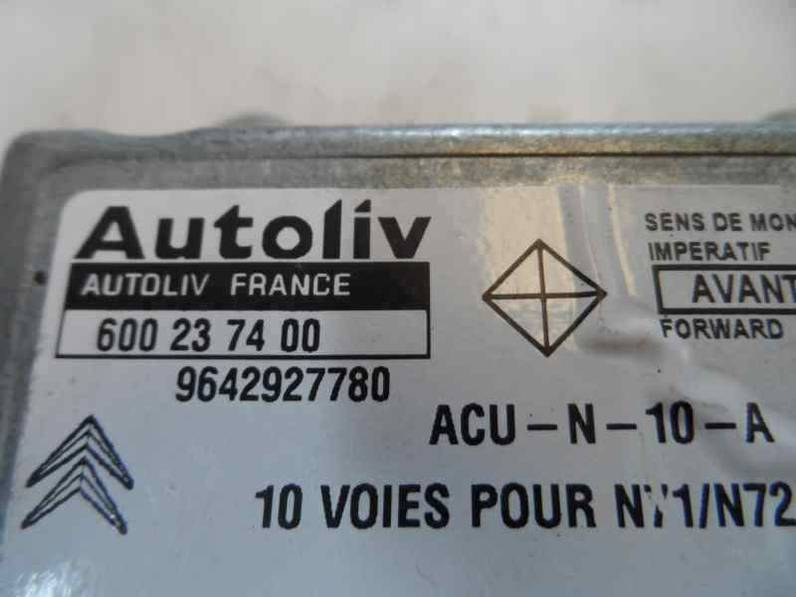 Autoliv
AUTOLIV FRANCE
600 23 74 00
9642927780
SENS DE MON
IMPERATIF
AVANT
FORWARD
ACU-N-10-A
10 VOIES POUR /N72